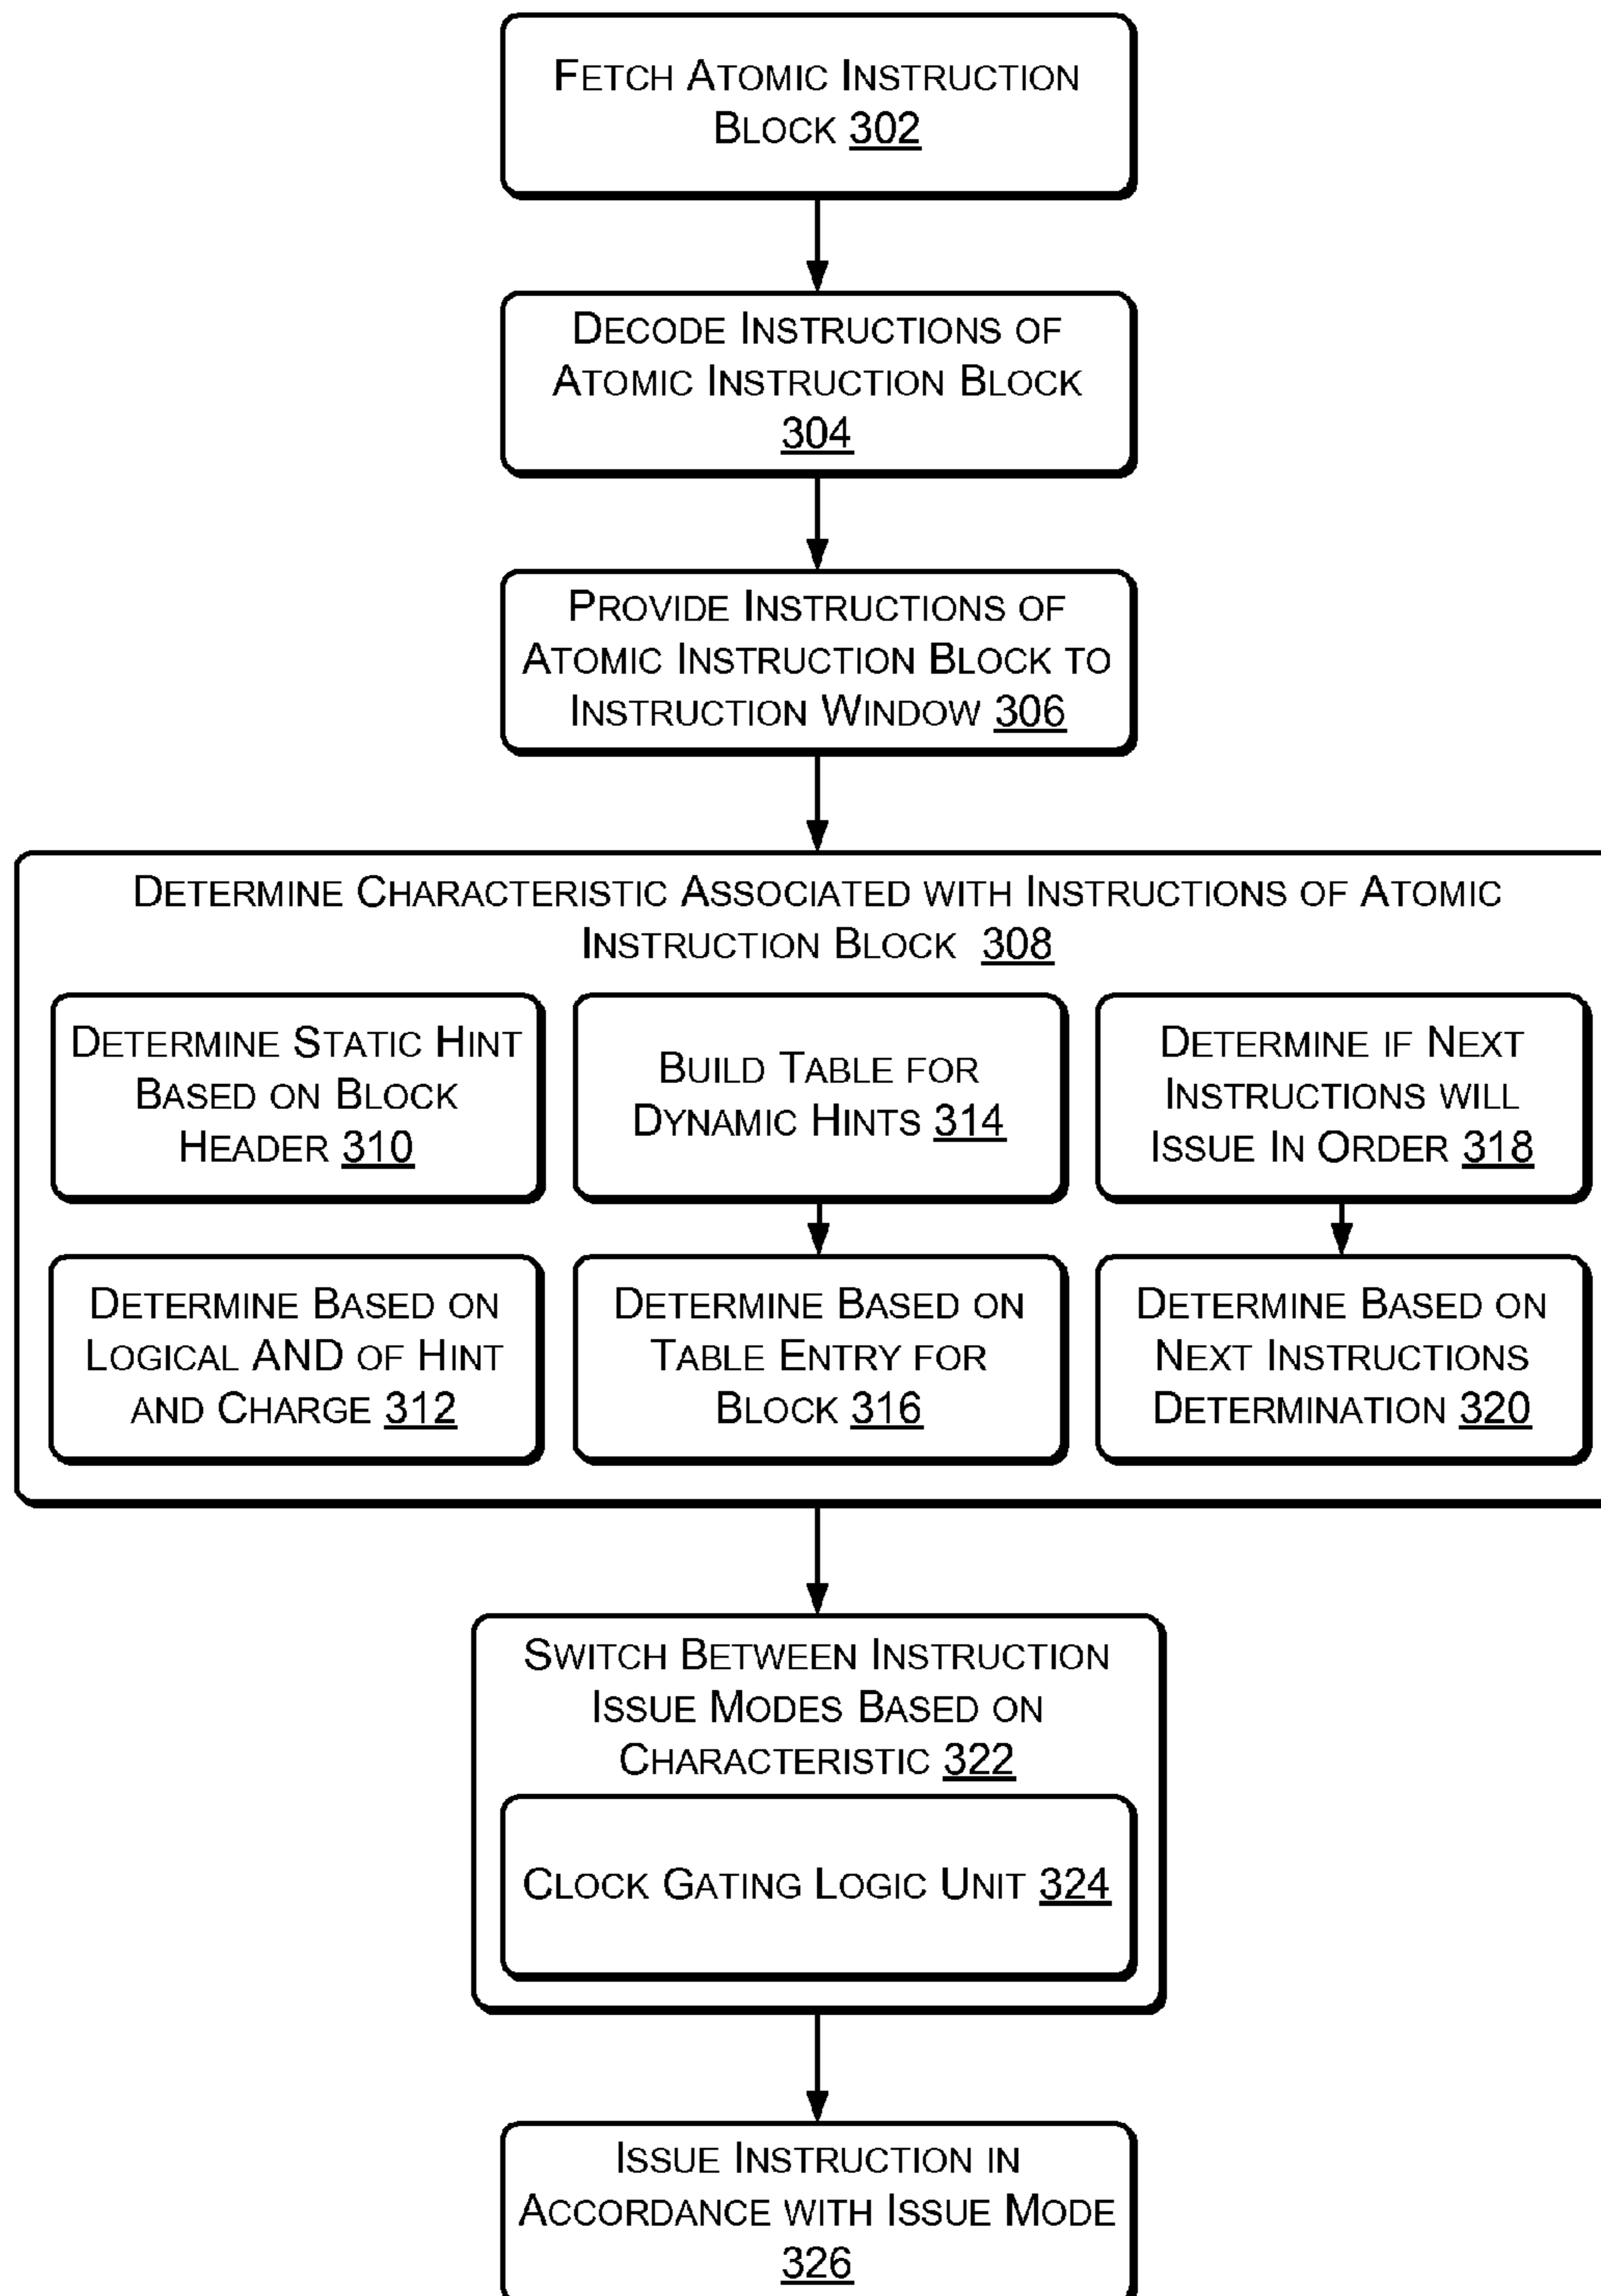 FETCH ATOMIC INSTRUCTION
BLOCK 302
DECODE INSTRUCTIONS OF
ATOMIC INSTRUCTION BLOCK
304
PROVIDE INSTRUCTIONS OF
ATOMIC INSTRUCTION BLOCK TO
INSTRUCTION WINDOW 306
DETERMINE CHARACTERISTIC ASSOCIATED WITH INSTRUCTIONS OF ATOMIC
INSTRUCTION BLOCK 308
DETERMINE STATIC HINT
BASED ON BLOCK
HEADER 310
BUILD TABLE FOR
DYNAMIC HINTS 314
DETERMINE IF NEXT
INSTRUCTIONS WILL
ISSUE IN ORDER 318
DETERMINE BASED ON
LOGICAL AND OF HINT
AND CHARGE 312
DETERMINE BASED ON
TABLE ENTRY FOR
BLOCK 316
DETERMINE BASED ON
NEXT INSTRUCTIONS
DETERMINATION 320
SWITCH BETWEEN INSTRUCTION
ISSUE MODES BASED ON
CHARACTERISTIC 322
CLOCK GATING LOGIC UNIT 324
ISSUE INSTRUCTION IN
ACCORDANCE WITH ISSUE MODE
326